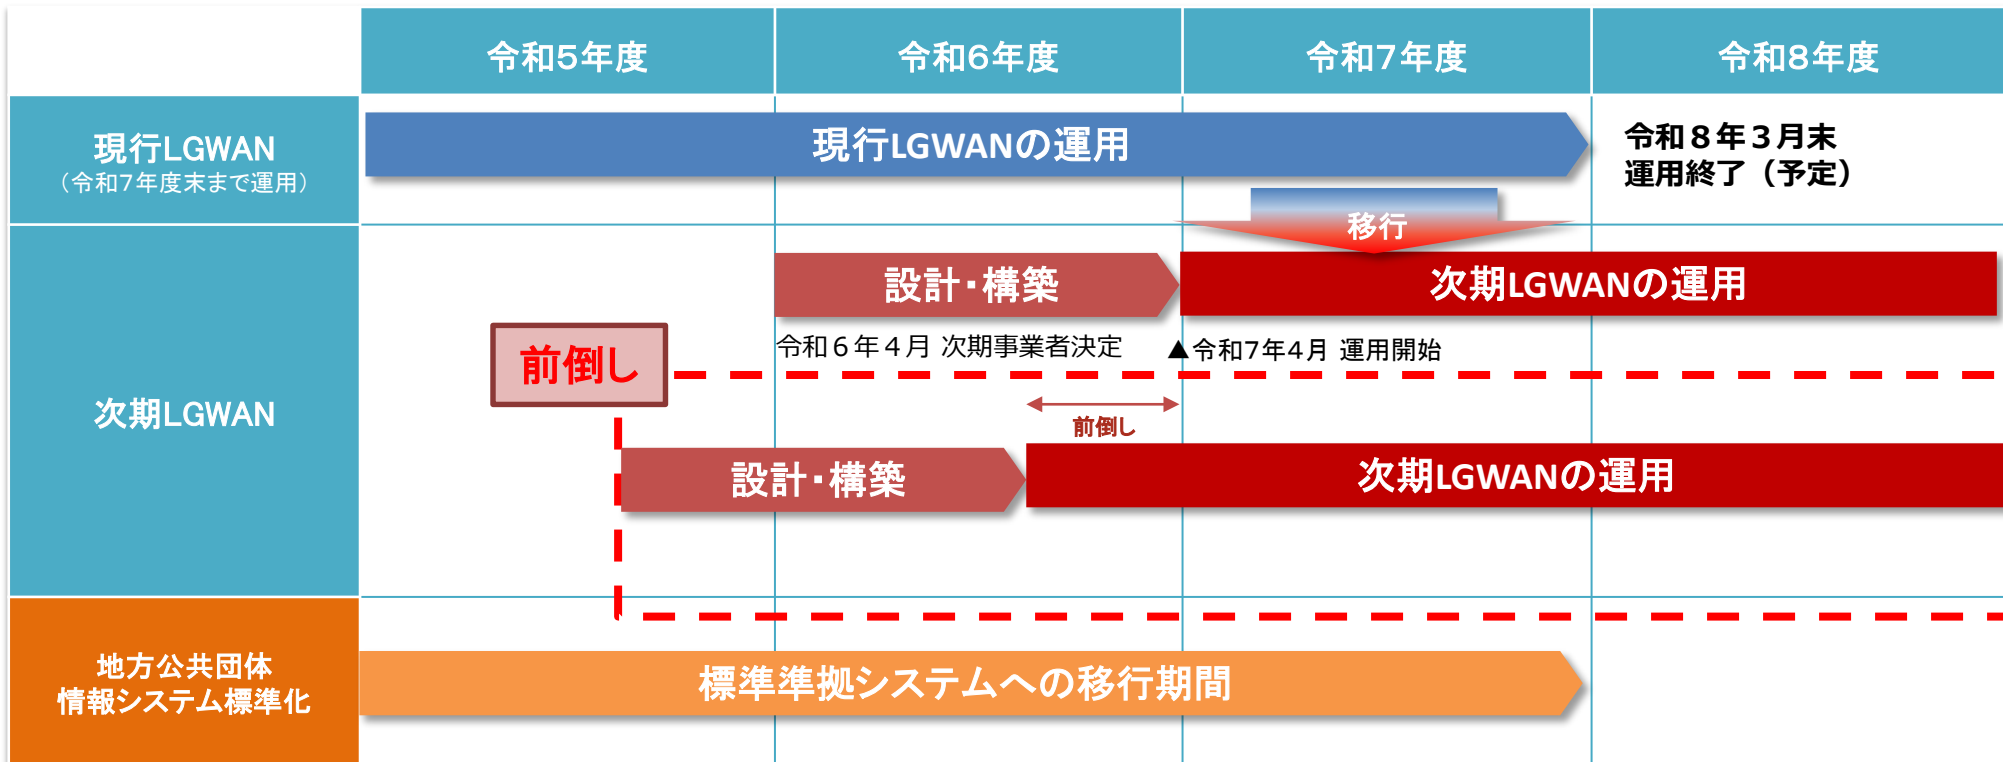 令和5年度
令和6年度
令和7年度
令和8年度
現行LGWAN
（令和7年度末まで運用）
現行LGWANの運用
令和８年３月末
運用終了（予定）
移行
次期LGWAN
設計・構築
次期LGWANの運用
令和６年４月 次期事業者決定
▲令和7年4月 運用開始
前倒し
前倒し
設計・構築
次期LGWANの運用
地方公共団体
情報システム標準化
標準準拠システムへの移行期間